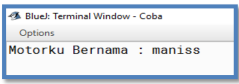 BlueJ: Terminal Window - Coba
Options
Motorku Bernama : maniss